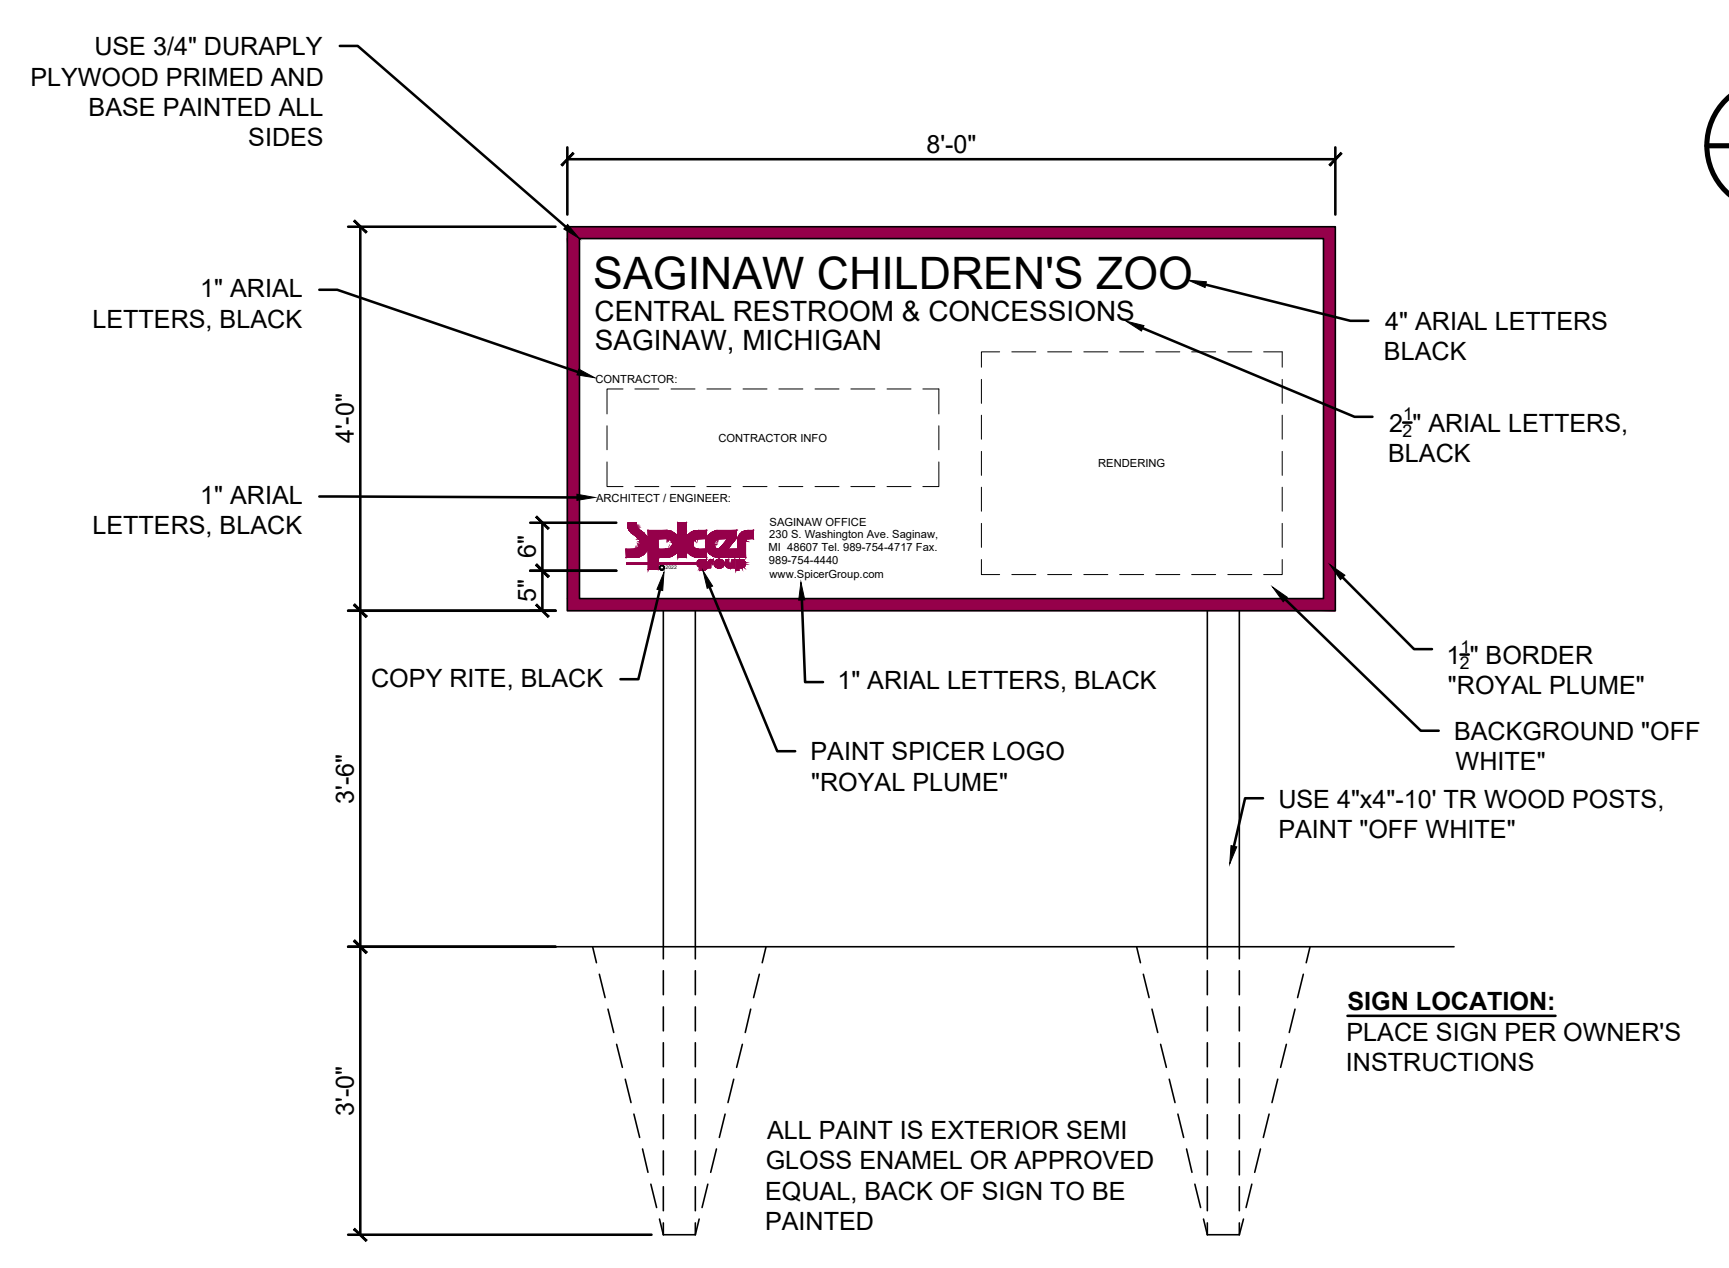 USE 3/4" DURAPLY
PLYWOOD PRIMED AND
BASE PAINTED ALL
SIDES
8'-0"
1" ARIAL
LETTERS, BLACK
4'-0"
1" ARIAL
LETTERS, BLACK
6"
5"
3'-6"
3'-0"
SAGINAW CHILDREN'S ZOO
CENTRAL RESTROOM & CONCESSIONS
SAGINAW, MICHIGAN
CONTRACTOR:
CONTRACTOR INFO
RENDERING
ARCHITECT / ENGINEER:
Spicer
group
SAGINAW OFFICE
230 S. Washington Ave. Saginaw,
MI 48607 Tel. 989-754-4717 Fax.
989-754-4440
www.SpicerGroup.com
4" ARIAL LETTERS
BLACK
2½" ARIAL LETTERS,
BLACK
1½" BORDER
"ROYAL PLUME"
BACKGROUND "OFF
WHITE"
USE 4"x4"-10' TR WOOD POSTS,
PAINT "OFF WHITE"
COPY RITE, BLACK
1" ARIAL LETTERS, BLACK
PAINT SPICER LOGO
"ROYAL PLUME"
SIGN LOCATION:
PLACE SIGN PER OWNER'S
INSTRUCTIONS
ALL PAINT IS EXTERIOR SEMI
GLOSS ENAMEL OR APPROVED
EQUAL, BACK OF SIGN TO BE
PAINTED